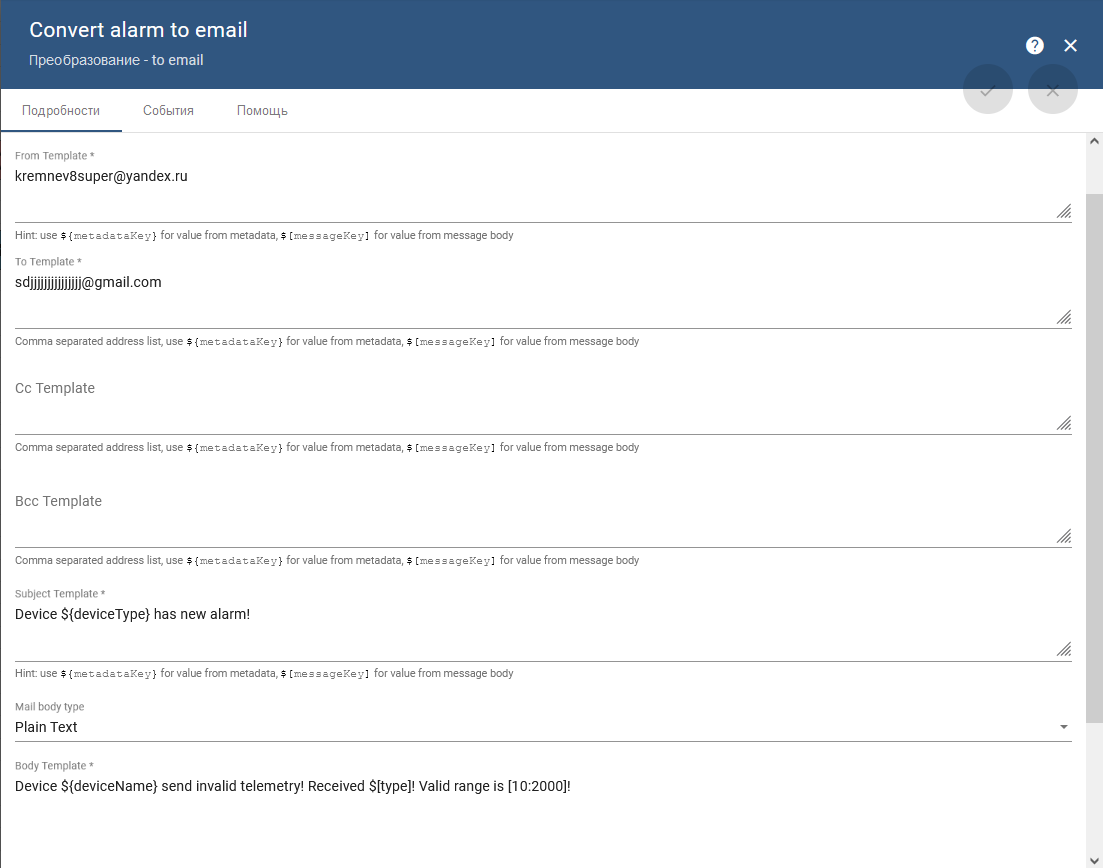 Convert alarm to email
Преобразование - to email
?
Подробности События Помощь
From Template *
kremnev8super@yandex.ru
Hint: use ${metadataKey} for value from metadata, $[messageKey] for value from message body
To Template *
sdjjjjjjjjjjjjjjj@gmail.com
Comma separated address list, use ${metadataKey} for value from metadata, $[messageKey] for value from message body
Cc Template
Comma separated address list, use ${metadataKey} for value from metadata, $[messageKey] for value from message body
Bcc Template
Comma separated address list, use ${metadataKey} for value from metadata, $[messageKey] for value from message body
Subject Template *
Device ${deviceType} has new alarm!
Hint: use ${metadataKey} for value from metadata, $[messageKey] for value from message body
Mail body type
Plain Text
Body Template *
Device ${deviceName} send invalid telemetry! Received $[type]! Valid range is [10:2000]!